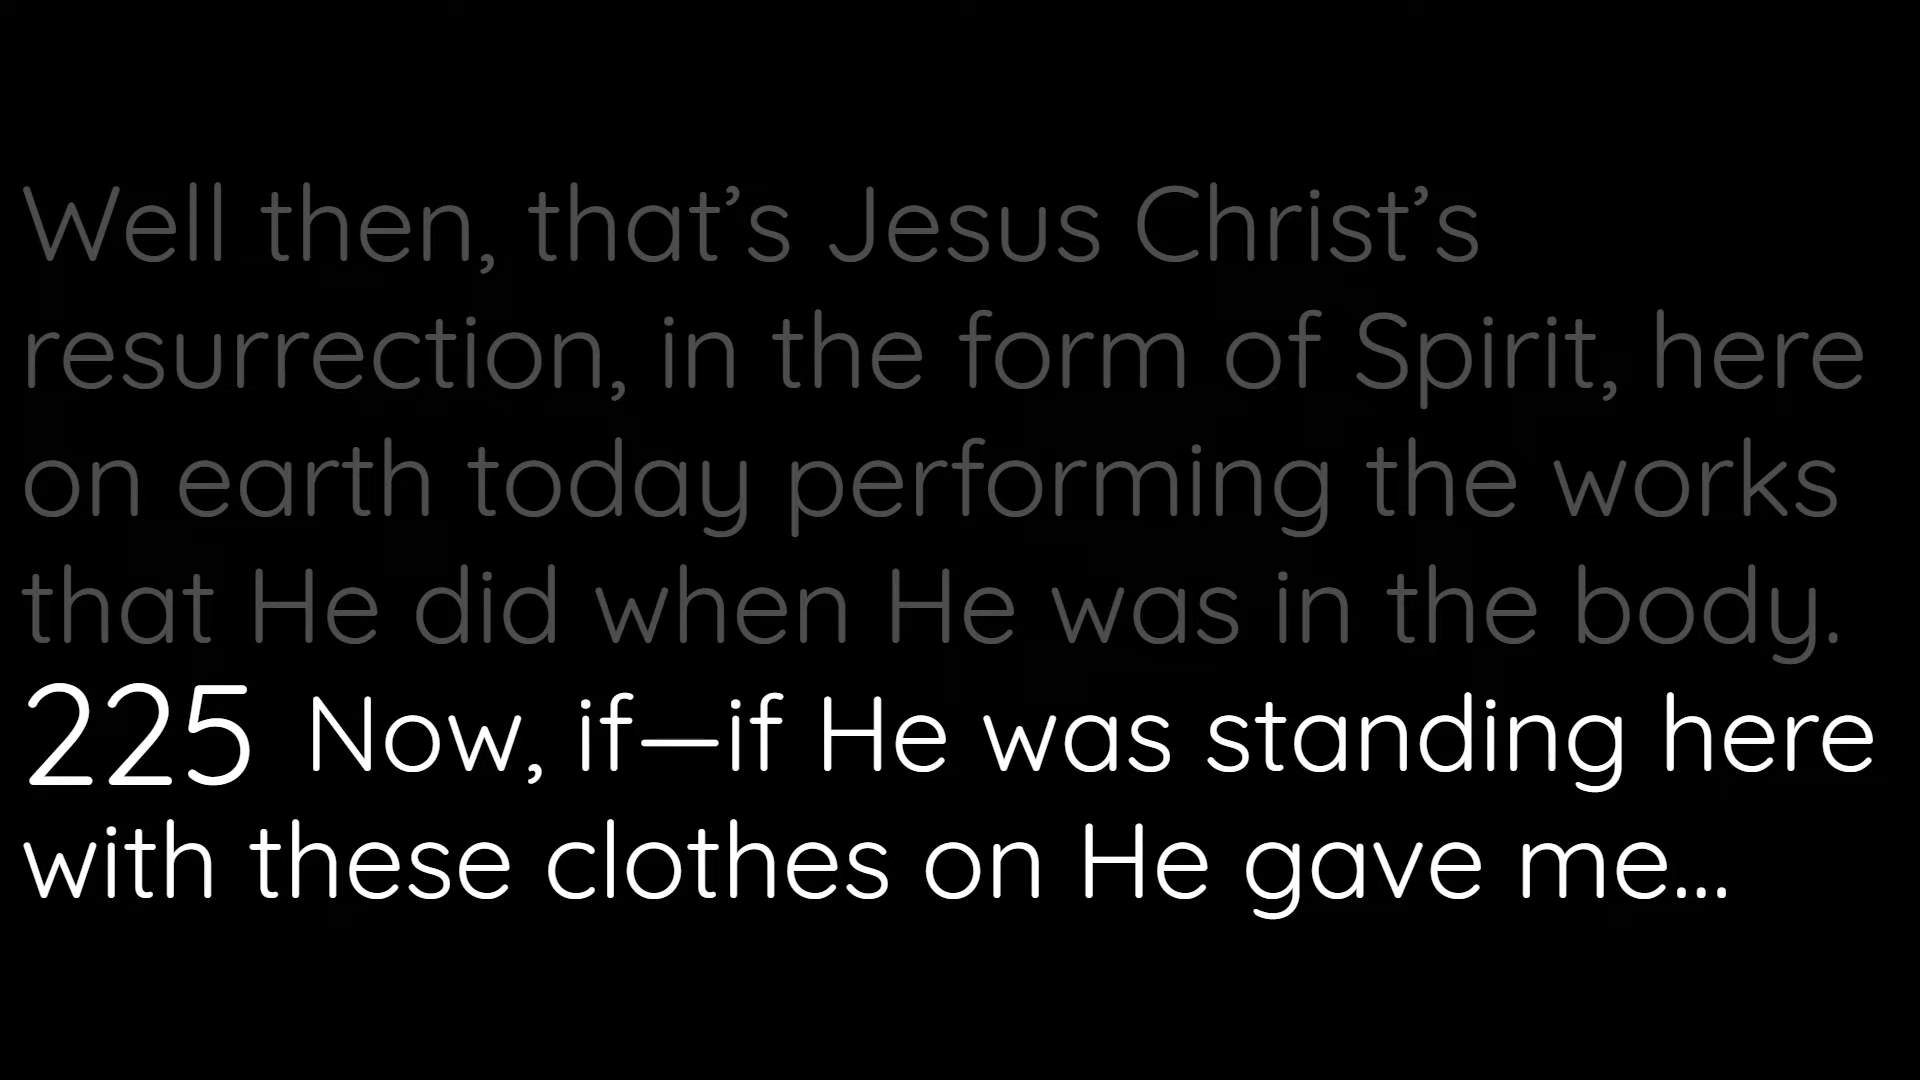 Well then, that’s Jesus Christ’s
resurrection, in the form of Spirit, here
on earth today performing the works
that He did when He was in the body.
225 Now, if—if He was standing here
with these clothes on He gave me...